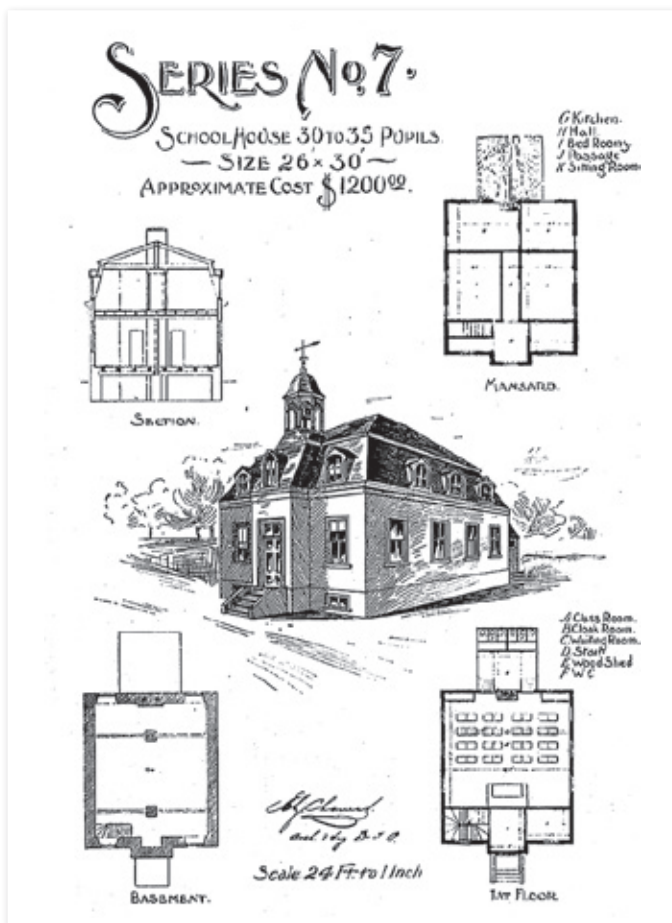 SERIES No 7.
SCHOOL HOUSE 30 TO 35 PUPILS.
SIZE 26' x 30'
APPROXIMATE COST $1200.00.
G Kitchen.
H Hall.
I Bed Rooms
J Passage
K Sitting Room
SECTION.
MANSARD.
A Class Room.
B Cloak Room.
C Waiting Room.
D Stair
E Wood Shed
F W C
Scale 24 Ft. to 1 Inch
BASSMENT.
1ST FLOOR